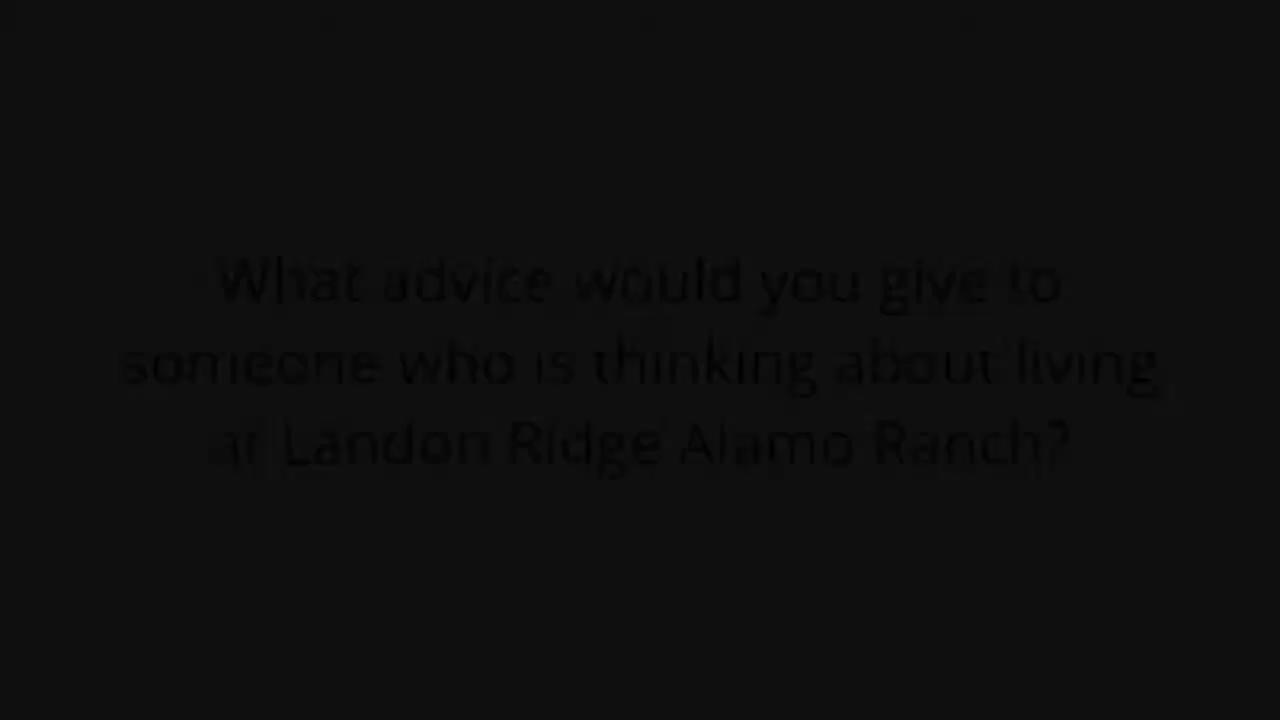 What advice would you give to
someone who is thinking about living
at Landon Ridge Alamo Ranch?